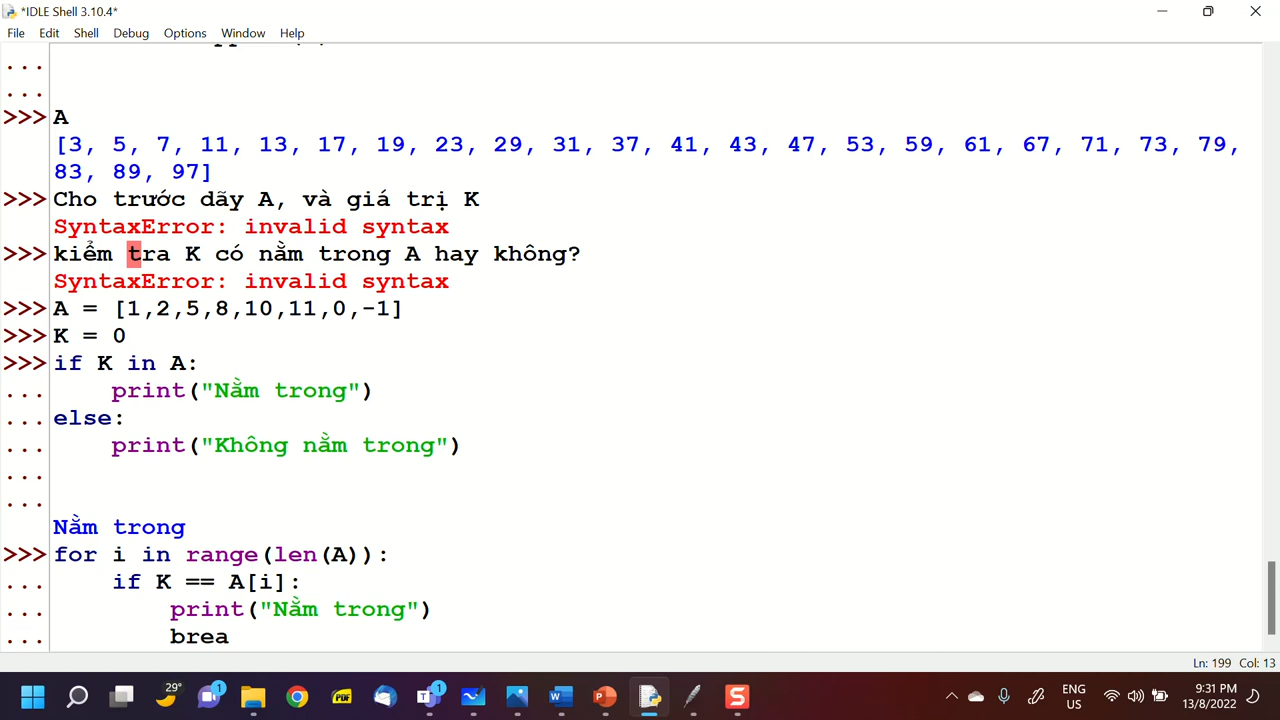 *IDLE Shell 3.10.4*
File Edit Shell Debug Options Window Help
...
...
>>> A
[3, 5, 7, 11, 13, 17, 19, 23, 29, 31, 37, 41, 43, 47, 53, 59, 61, 67, 71, 73, 79,
83, 89, 97]
>>> Cho trước dãy A, và giá trị K
SyntaxError: invalid syntax
>>> kiểm tra K có nằm trong A hay không?
SyntaxError: invalid syntax
>>> A = [1,2,5,8,10,11,0,-1]
>>> K = 0
>>> if K in A:
... print("Nằm trong")
... else:
... print("Không nằm trong")
...
...
Nằm trong
>>> for i in range(len(A)):
... if K == A[i]:
... print("Nằm trong")
... brea
Ln: 199 Col: 13
29° 1 PDF 1 ENG 9:31 PM
US 13/8/2022